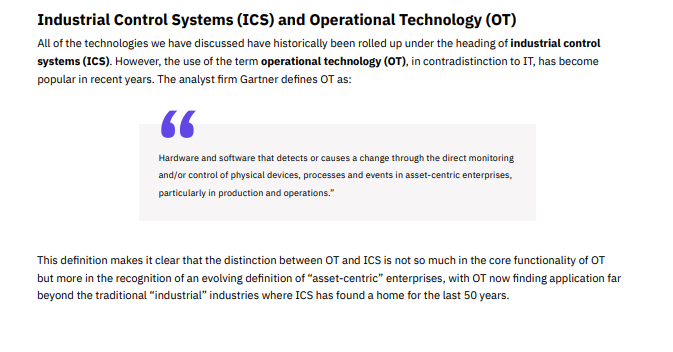 Industrial Control Systems (ICS) and Operational Technology (OT)
All of the technologies we have discussed have historically been rolled up under the heading of industrial control
systems (ICS). However, the use of the term operational technology (OT), in contradistinction to IT, has become
popular in recent years. The analyst firm Gartner defines OT as:
“
Hardware and software that detects or causes a change through the direct monitoring
and/or control of physical devices, processes and events in asset-centric enterprises,
particularly in production and operations.”
This definition makes it clear that the distinction between OT and ICS is not so much in the core functionality of OT
but more in the recognition of an evolving definition of “asset-centric” enterprises, with OT now finding application far
beyond the traditional “industrial” industries where ICS has found a home for the last 50 years.